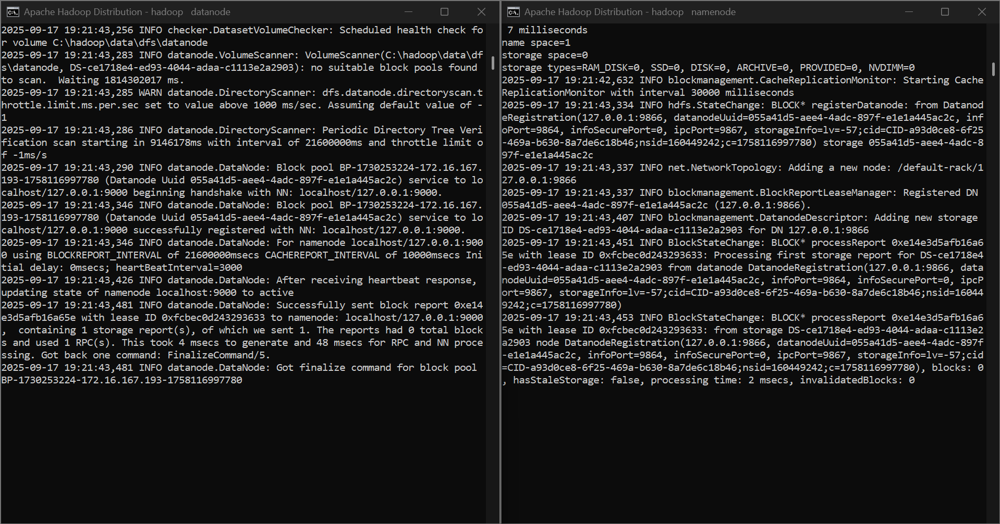 Apache Hadoop Distribution - hadoop   datanode
2025-09-17 19:21:43,256 INFO checker.DatasetVolumeChecker: Scheduled health check fo
r volume C:\hadoop\data\dfs\datanode
2025-09-17 19:21:43,283 INFO datanode.VolumeScanner: VolumeScanner(C:\hadoop\data\df
s\datanode, DS-ce1718e4-ed93-4044-adaa-c1113e2a2903): no suitable block pools found
to scan.  Waiting 1814302017 ms.
2025-09-17 19:21:43,285 WARN datanode.DirectoryScanner: dfs.datanode.directoryscan.t
hrottle.limit.ms.per.sec set to value above 1000 ms/sec. Assuming default value of -
1
2025-09-17 19:21:43,286 INFO datanode.DirectoryScanner: Periodic Directory Tree Veri
fication scan starting in 9146178ms with interval of 21600000ms and throttle limit o
f -1ms/s
2025-09-17 19:21:43,290 INFO datanode.DataNode: Block pool BP-1730253224-172.16.167.
193-1758116997780 (Datanode Uuid 055a41d5-aee4-4adc-897f-e1e1a445ac2c) service to lo
calhost/127.0.0.1:9000 beginning handshake with NN: localhost/127.0.0.1:9000.
2025-09-17 19:21:43,346 INFO datanode.DataNode: Block pool BP-1730253224-172.16.167.
193-1758116997780 (Datanode Uuid 055a41d5-aee4-4adc-897f-e1e1a445ac2c) service to lo
calhost/127.0.0.1:9000 successfully registered with NN: localhost/127.0.0.1:9000.
2025-09-17 19:21:43,346 INFO datanode.DataNode: For namenode localhost/127.0.0.1:900
0 using BLOCKREPORT_INTERVAL of 21600000msecs CACHEREPORT_INTERVAL of 10000msecs Ini
tial delay: 0msecs; heartBeatInterval=3000
2025-09-17 19:21:43,426 INFO datanode.DataNode: After receiving heartbeat response,
updating state of namenode localhost:9000 to active
2025-09-17 19:21:43,481 INFO datanode.DataNode: Successfully sent block report 0xe14
e3d5afb16a65e with lease ID 0xfcbec0d243293633 to namenode: localhost/127.0.0.1:9000
,  containing 1 storage report(s), of which we sent 1. The reports had 0 total block
s and used 1 RPC(s). This took 4 msecs to generate and 48 msecs for RPC and NN proce
ssing. Got back one command: FinalizeCommand/5.
2025-09-17 19:21:43,481 INFO datanode.DataNode: Got finalize command for block pool
BP-1730253224-172.16.167.193-1758116997780
Apache Hadoop Distribution - hadoop   namenode
 7 milliseconds
name space=1
storage space=0
storage types=RAM_DISK=0, SSD=0, DISK=0, ARCHIVE=0, PROVIDED=0, NVDIMM=0
2025-09-17 19:21:42,632 INFO blockmanagement.CacheReplicationMonitor: Starting Cache
ReplicationMonitor with interval 30000 milliseconds
2025-09-17 19:21:43,334 INFO hdfs.StateChange: BLOCK* registerDatanode: from Datanod
eRegistration(127.0.0.1:9866, datanodeUuid=055a41d5-aee4-4adc-897f-e1e1a445ac2c, inf
oPort=9864, infoSecurePort=0, ipcPort=9867, storageInfo=lv=-57;cid=CID-a93d0ce8-6f25
-469a-b630-8a7de6c18b46;nsid=160449242;c=1758116997780) storage 055a41d5-aee4-4adc-8
97f-e1e1a445ac2c
2025-09-17 19:21:43,337 INFO net.NetworkTopology: Adding a new node: /default-rack/1
27.0.0.1:9866
2025-09-17 19:21:43,337 INFO blockmanagement.BlockReportLeaseManager: Registered DN
055a41d5-aee4-4adc-897f-e1e1a445ac2c (127.0.0.1:9866).
2025-09-17 19:21:43,407 INFO blockmanagement.DatanodeDescriptor: Adding new storage
ID DS-ce1718e4-ed93-4044-adaa-c1113e2a2903 for DN 127.0.0.1:9866
2025-09-17 19:21:43,451 INFO BlockStateChange: BLOCK* processReport 0xe14e3d5afb16a6
5e with lease ID 0xfcbec0d243293633: Processing first storage report for DS-ce1718e4
-ed93-4044-adaa-c1113e2a2903 from datanode DatanodeRegistration(127.0.0.1:9866, data
nodeUuid=055a41d5-aee4-4adc-897f-e1e1a445ac2c, infoPort=9864, infoSecurePort=0, ipcP
ort=9867, storageInfo=lv=-57;cid=CID-a93d0ce8-6f25-469a-b630-8a7de6c18b46;nsid=16044
9242;c=1758116997780)
2025-09-17 19:21:43,453 INFO BlockStateChange: BLOCK* processReport 0xe14e3d5afb16a6
5e with lease ID 0xfcbec0d243293633: from storage DS-ce1718e4-ed93-4044-adaa-c1113e2
a2903 node DatanodeRegistration(127.0.0.1:9866, datanodeUuid=055a41d5-aee4-4adc-897f
-e1e1a445ac2c, infoPort=9864, infoSecurePort=0, ipcPort=9867, storageInfo=lv=-57;cid
=CID-a93d0ce8-6f25-469a-b630-8a7de6c18b46;nsid=160449242;c=1758116997780), blocks: 0
, hasStaleStorage: false, processing time: 2 msecs, invalidatedBlocks: 0